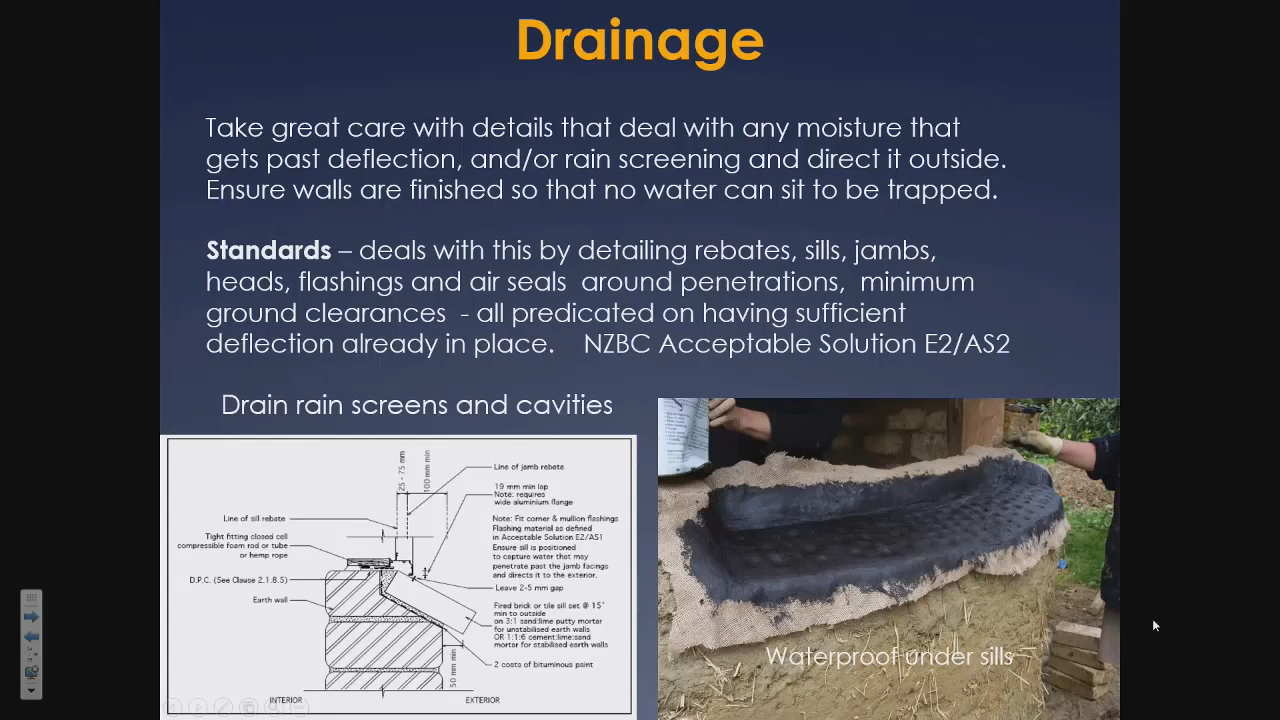 Drainage
Take great care with details that deal with any moisture that
gets past deflection, and/or rain screening and direct it outside.
Ensure walls are finished so that no water can sit to be trapped.
Standards – deals with this by detailing rebates, sills, jambs,
heads, flashings and air seals around penetrations, minimum
ground clearances - all predicated on having sufficient
deflection already in place. NZBC Acceptable Solution E2/AS2
Drain rain screens and cavities
25 - 75 mm
100 mm min
Line of jamb rebate
19 mm min lap
Note: requires
wide aluminium flange
Line of sill rebate
Note: Fit corner & mullion flashings
Flashing material as defined
in Acceptable Solution E2/AS1
Ensure sill is positioned
to capture water that may
penetrate past the jamb facings
and directs it to the exterior.
Tight fitting closed cell
compressible foam rod or tube
or hemp rope
D.P.C. (See Clause 2.1.8.5)
Leave 2-5 mm gap
Earth wall
Fired brick or tile sill set @ 15°
min to outside
on 3:1 sand:lime putty mortar
for unstabilised earth walls
OR 1:1:6 cement:lime:sand
mortar for stabilised earth walls
2 coats of bituminous paint
50 mm min
INTERIOR
EXTERIOR
Waterproof under sills